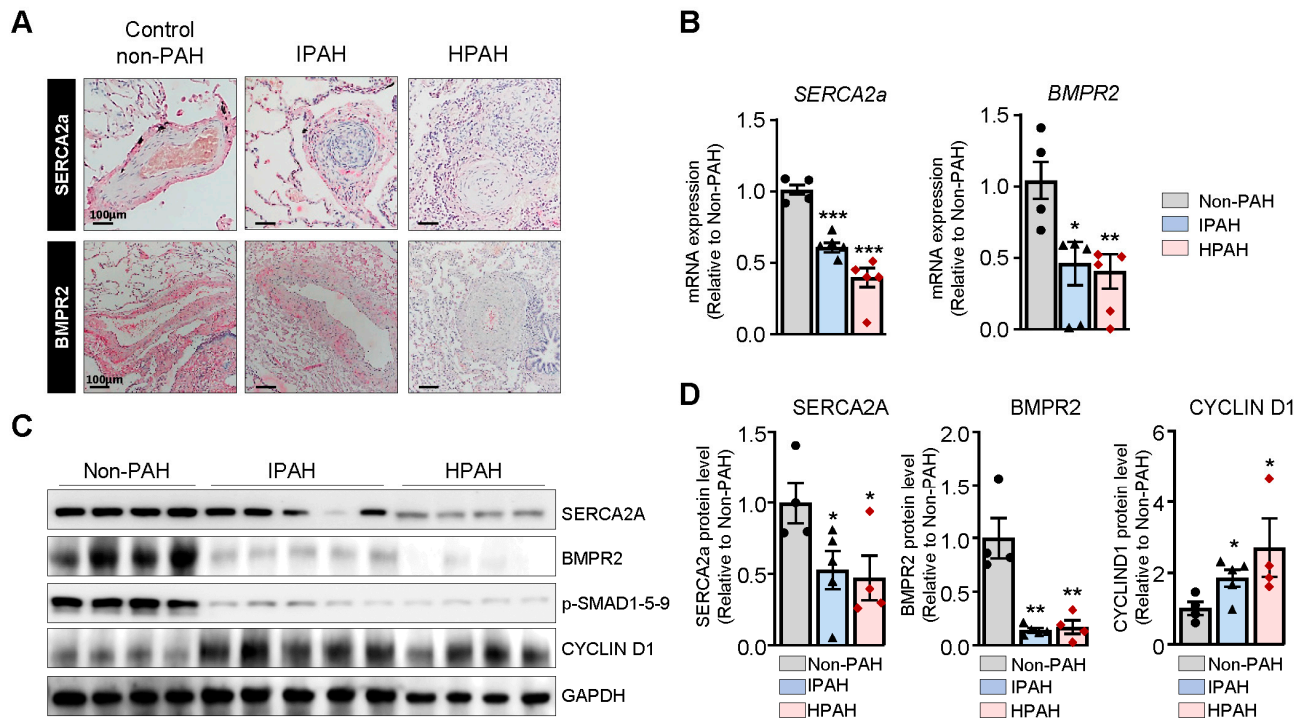 A
Control
non-PAH
IPAH
HPAH
SERCA2a
100μm
BMPR2
100μm
B
SERCA2a
mRNA expression
(Relative to Non-PAH)
1.5
1.0
0.5
0.0
***
***
BMPR2
mRNA expression
(Relative to Non-PAH)
1.5
1.0
0.5
0.0
*
**
Non-PAH
IPAH
HPAH
C
Non-PAH
IPAH
HPAH
SERCA2A
BMPR2
p-SMAD1-5-9
CYCLIN D1
GAPDH
D
SERCA2A
SERCA2a protein level
(Relative to Non-PAH)
1.5
1.0
0.5
0.0
*
*
Non-PAH
IPAH
HPAH
BMPR2
BMPR2 protein level
(Relative to Non-PAH)
2.0
1.5
1.0
0.5
0.0
**
**
Non-PAH
IPAH
HPAH
CYCLIN D1
CYCLIND1 protein level
(Relative to Non-PAH)
6
4
2
0
*
*
Non-PAH
IPAH
HPAH